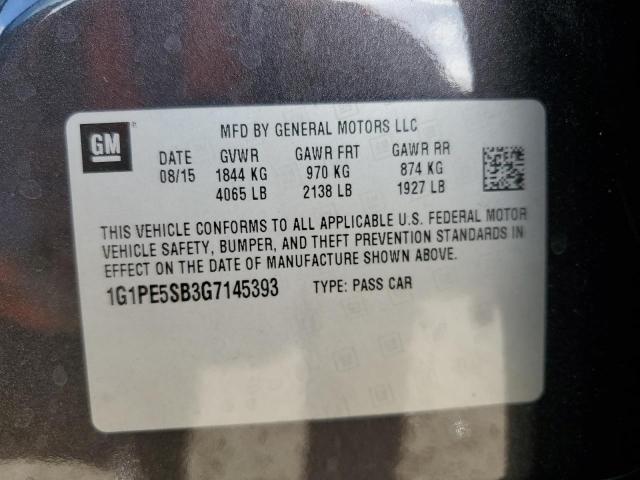 GM
MFD BY GENERAL MOTORS LLC
DATE GVWR GAWR FRT GAWR RR
08/15 1844 KG 970 KG 874 KG
4065 LB 2138 LB 1927 LB
THIS VEHICLE CONFORMS TO ALL APPLICABLE U.S. FEDERAL MOTOR
VEHICLE SAFETY, BUMPER, AND THEFT PREVENTION STANDARDS IN
EFFECT ON THE DATE OF MANUFACTURE SHOWN ABOVE.
1G1PE5SB3G7145393 TYPE: PASS CAR